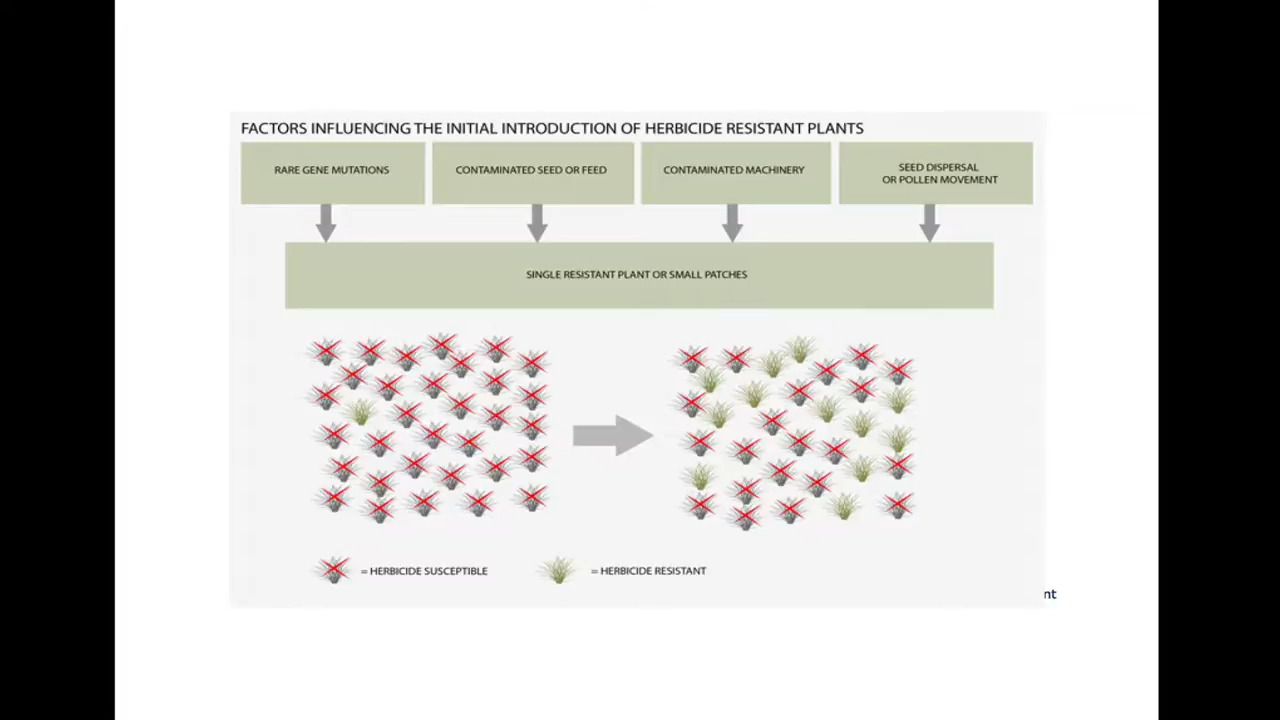 FACTORS INFLUENCING THE INITIAL INTRODUCTION OF HERBICIDE RESISTANT PLANTS
RARE GENE MUTATIONS
CONTAMINATED SEED OR FEED
CONTAMINATED MACHINERY
SEED DISPERSAL
OR POLLEN MOVEMENT
SINGLE RESISTANT PLANT OR SMALL PATCHES
= HERBICIDE SUSCEPTIBLE
= HERBICIDE RESISTANT
nt